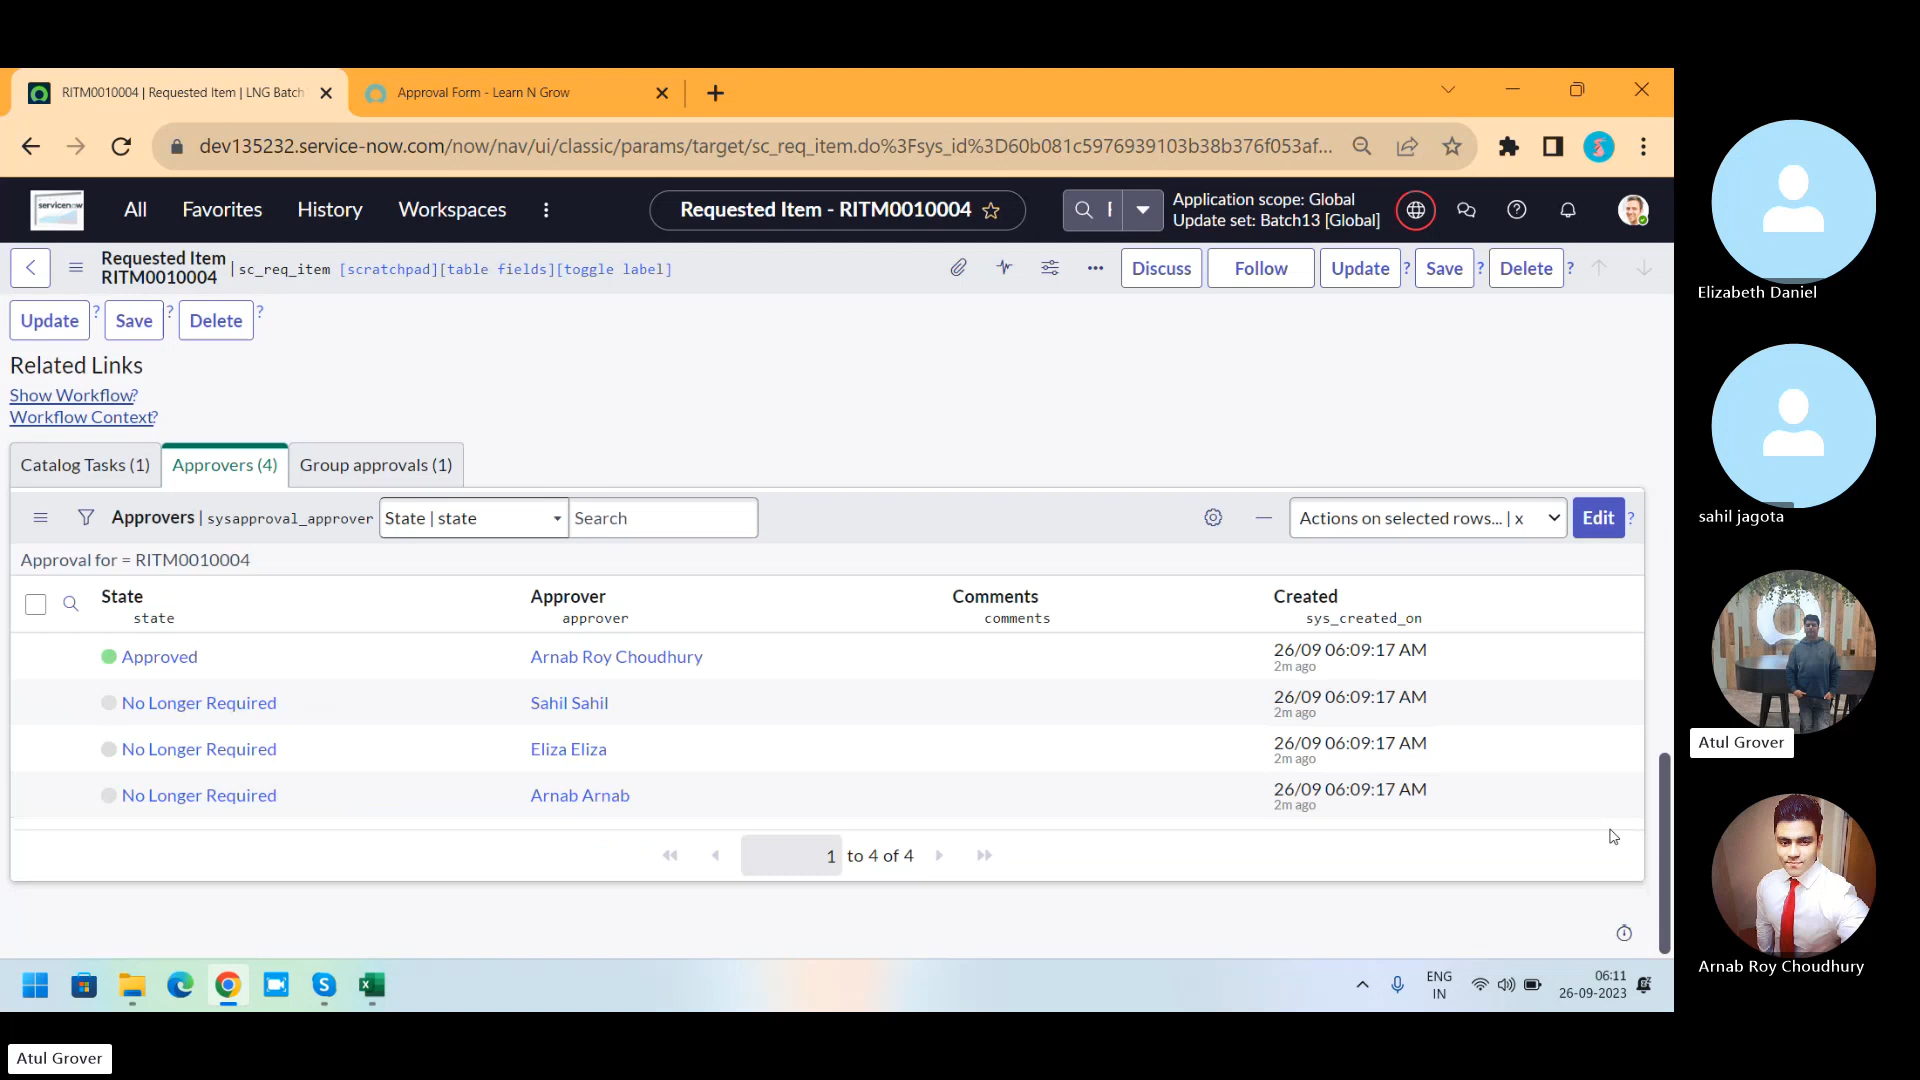 RITM0010004 | Requested Item | LNG Batch
Approval Form - Learn N Grow
dev135232.service-now.com/now/nav/ui/classic/params/target/sc_req_item.do%3Fsys_id%3D60b081c5976939103b38b376f053af...
servicenow
All
Favorites
History
Workspaces
Requested Item - RITM0010004
Application scope: Global
Update set: Batch13 [Global]
Requested Item
RITM0010004
| sc_req_item [scratchpad][table fields][toggle label]
Discuss
Follow
Update ?
Save ?
Delete ?
Update ?
Save ?
Delete ?
Related Links
Show Workflow?
Workflow Context?
Catalog Tasks (1)
Approvers (4)
Group approvals (1)
Approvers | sysapproval_approver
State | state
Search
Actions on selected rows... | x
Edit ?
Approval for = RITM0010004
State
state
Approver
approver
Comments
comments
Created
sys_created_on
Approved
Arnab Roy Choudhury
26/09 06:09:17 AM
2m ago
No Longer Required
Sahil Sahil
26/09 06:09:17 AM
2m ago
No Longer Required
Eliza Eliza
26/09 06:09:17 AM
2m ago
No Longer Required
Arnab Arnab
26/09 06:09:17 AM
2m ago
1 to 4 of 4
ENG
IN
06:11
26-09-2023
Elizabeth Daniel
sahil jagota
Atul Grover
Arnab Roy Choudhury
Atul Grover